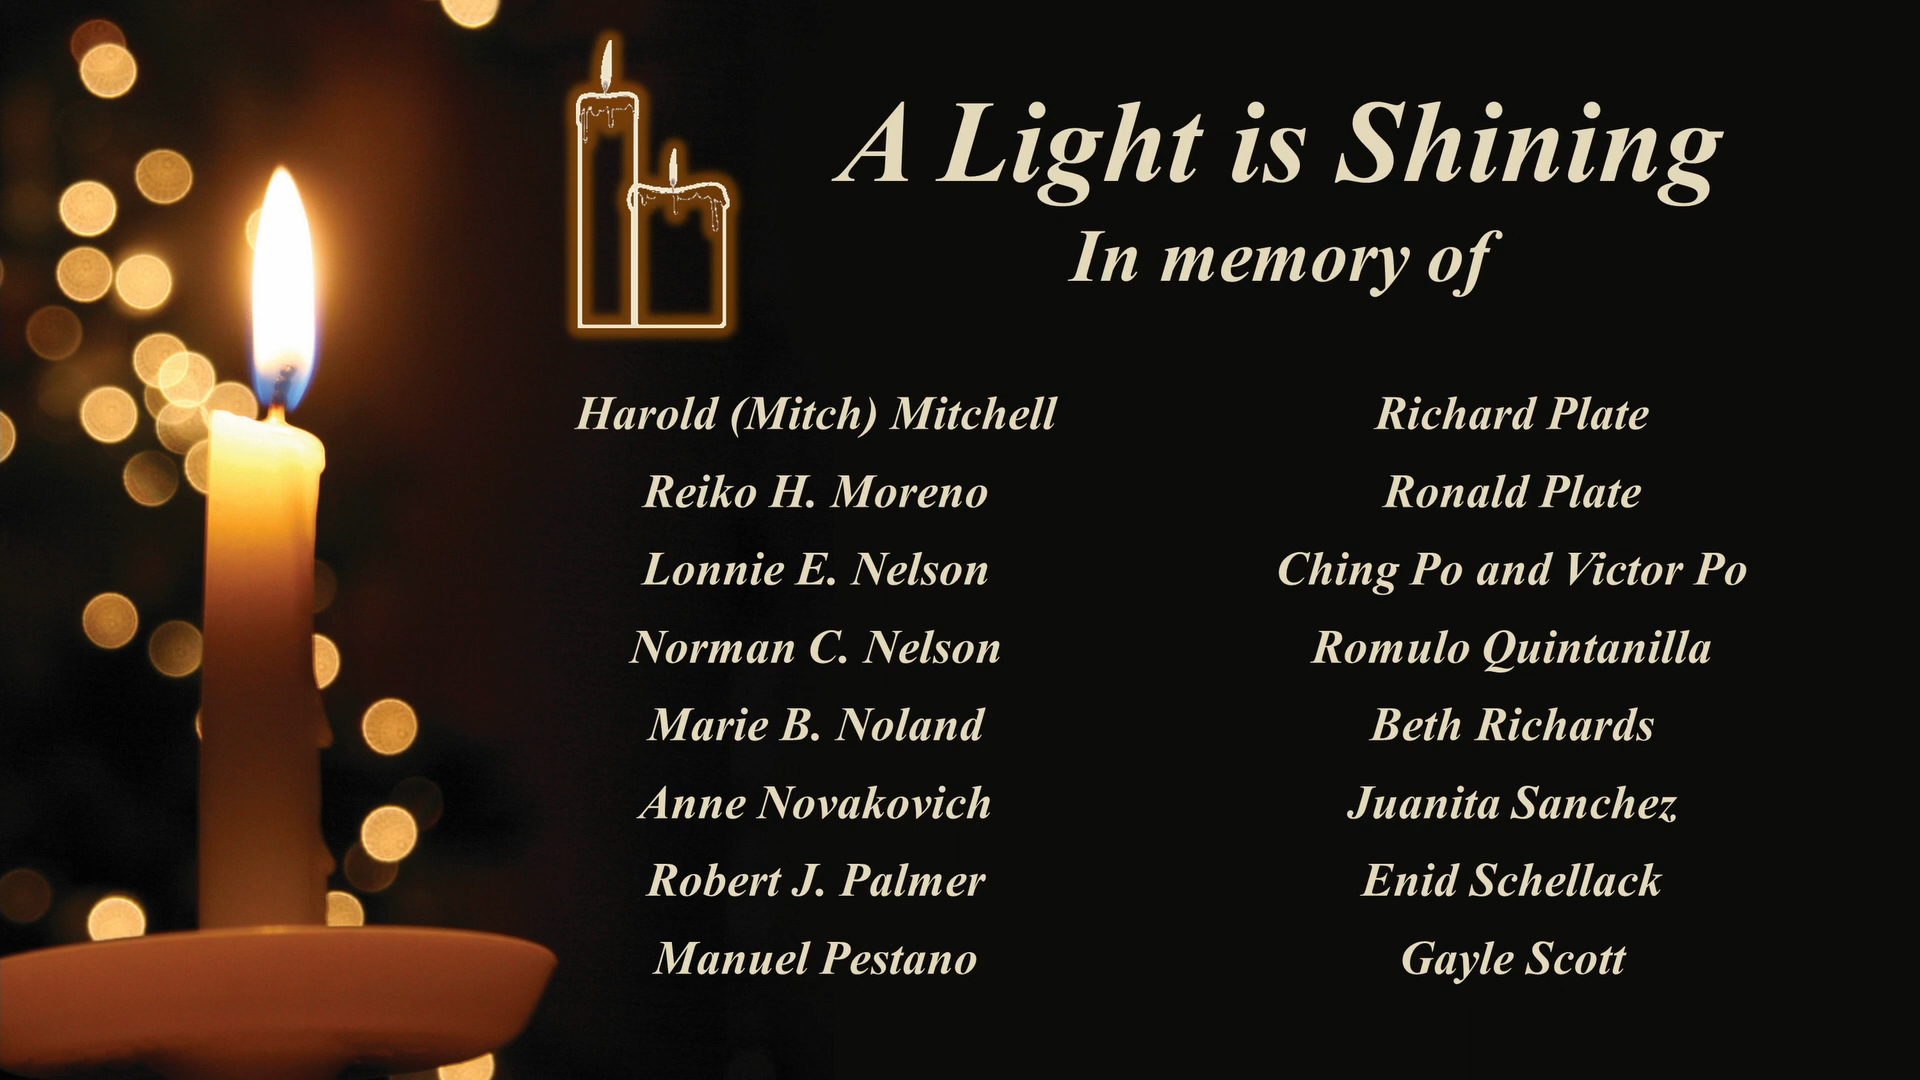 A Light is Shining
In memory of
Harold (Mitch) Mitchell
Reiko H. Moreno
Lonnie E. Nelson
Norman C. Nelson
Marie B. Noland
Anne Novakovich
Robert J. Palmer
Manuel Pestano
Richard Plate
Ronald Plate
Ching Po and Victor Po
Romulo Quintanilla
Beth Richards
Juanita Sanchez
Enid Schellack
Gayle Scott